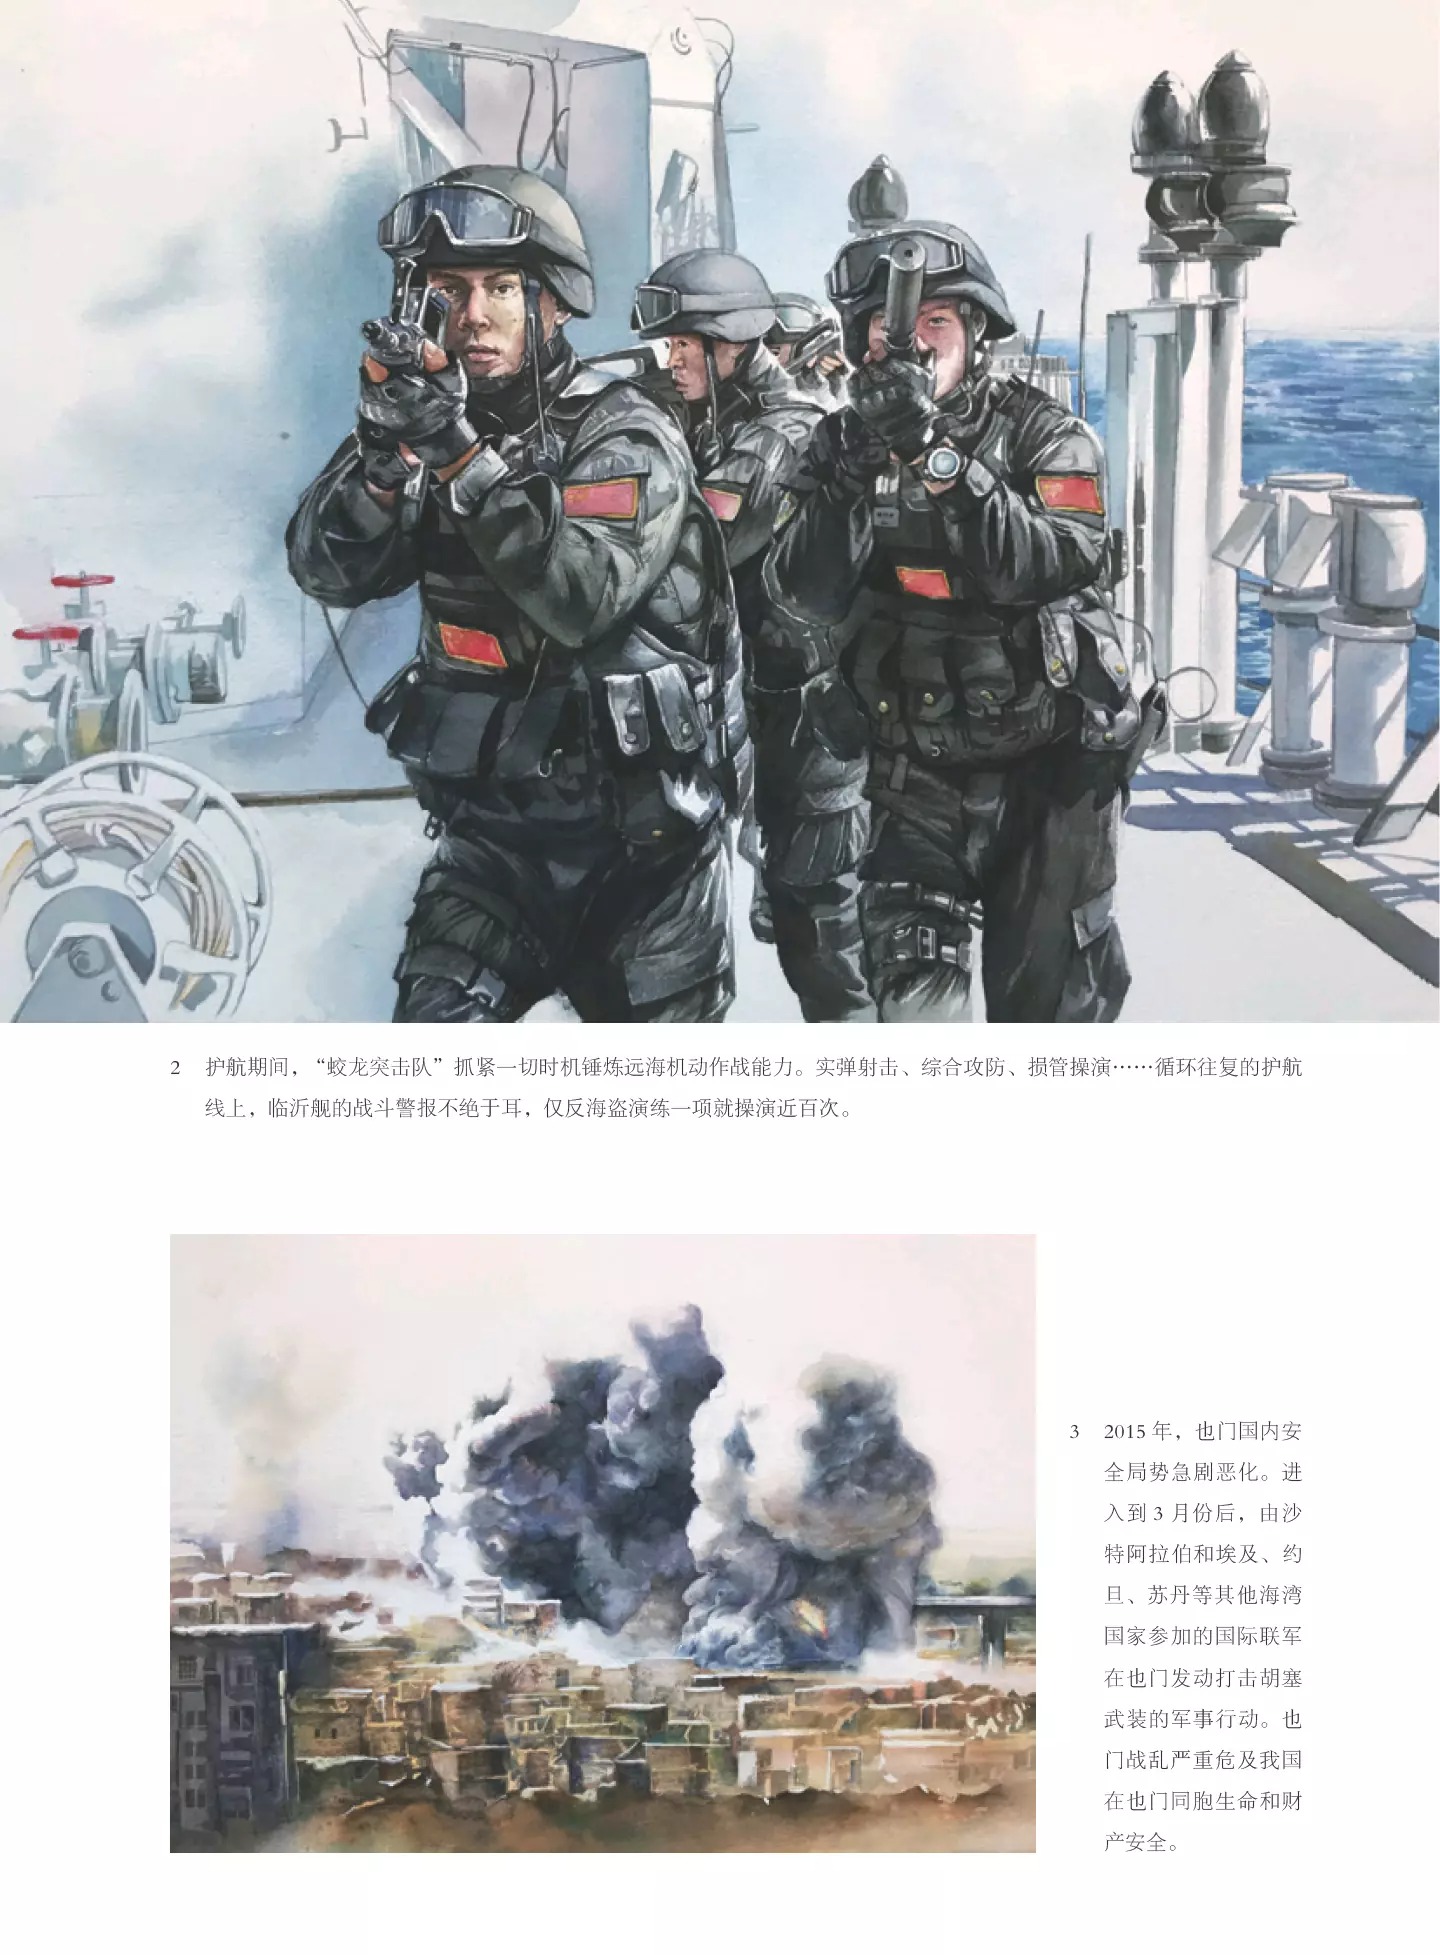 2 护航期间，“蛟龙突击队”抓紧一切时机锤炼远海机动作战能力。实弹射击、综合攻防、损管操演……循环往复的护航
线上，临沂舰的战斗警报不绝于耳，仅反海盗演练一项就操演近百次。
3 2015 年，也门国内安
全局势急剧恶化。进
入到 3 月份后，由沙
特阿拉伯和埃及、约
旦、苏丹等其他海湾
国家参加的国际联军
在也门发动打击胡塞
武装的军事行动。也
门战乱严重危及我国
在也门同胞生命和财
产安全。